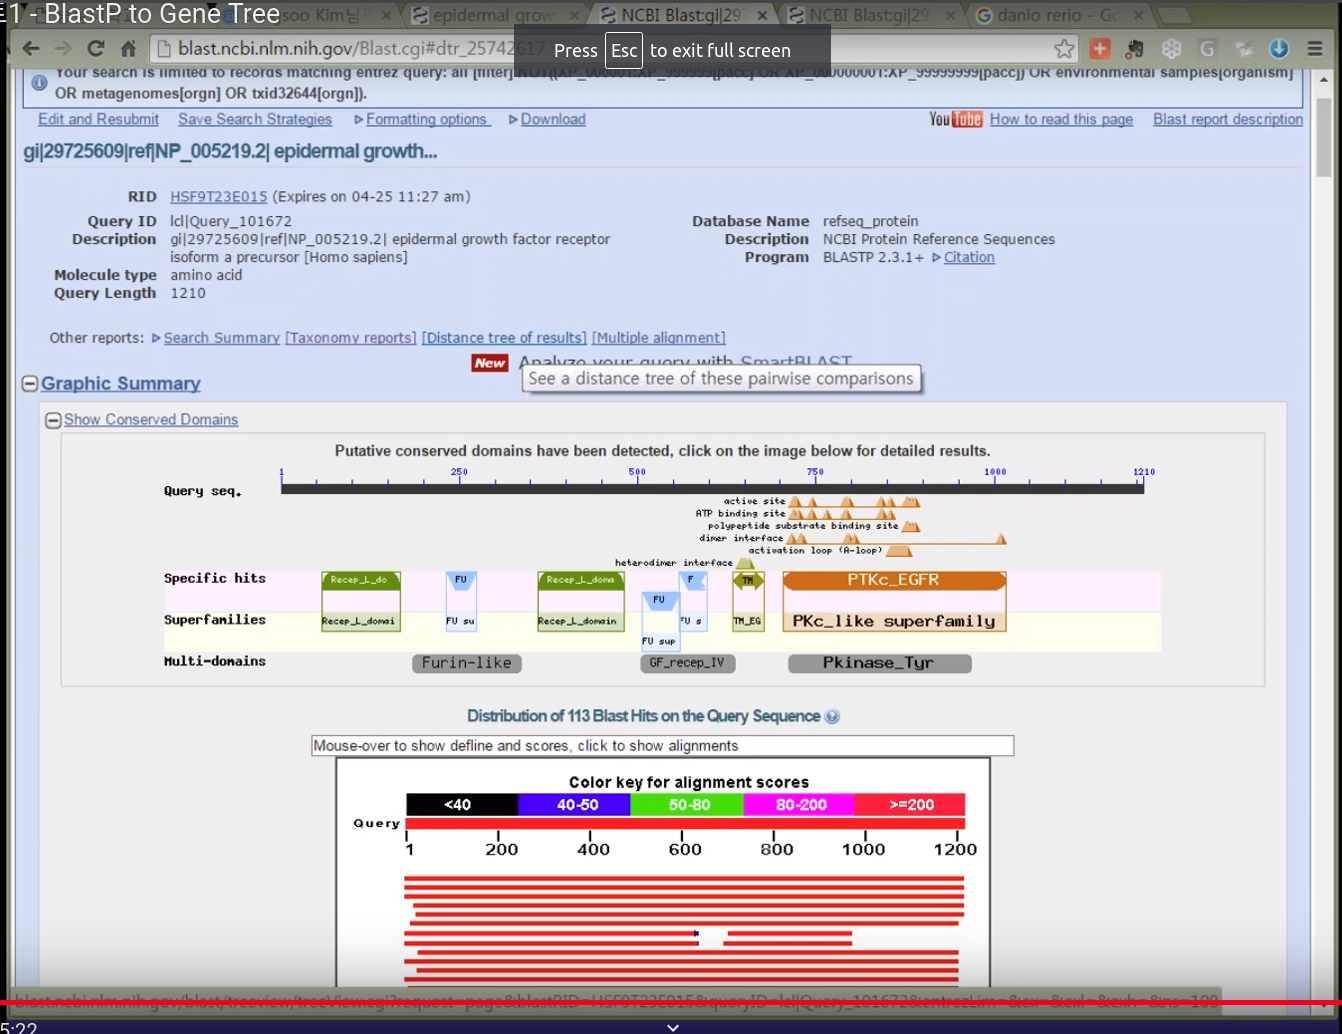 E1 - BlastP to Gene Tree
soo Kim님
epidermal grow
NCBI Blast:gi|29
NCBI Blast:gi|29
danio rerio - Go
blast.ncbi.nlm.nih.gov/Blast.cgi#dtr_25742617
Press Esc to exit full screen
Your search is limited to records matching entrez query: all [filter] NOT((XP_000001:XP_999999[pacc]) OR XP_00000001:XP_99999999[pacc]) OR environmental samples[organism]
OR metagenomes[orgn] OR txid32644[orgn]).
Edit and Resubmit Save Search Strategies Formatting options Download YouTube How to read this page Blast report description
gi|29725609|ref|NP_005219.2| epidermal growth...
RID HSF9T23E015 (Expires on 04-25 11:27 am)
Query ID lcl|Query_101672 Database Name refseq_protein
Description gi|29725609|ref|NP_005219.2| epidermal growth factor receptor Description NCBI Protein Reference Sequences
isoform a precursor [Homo sapiens] Program BLASTP 2.3.1+ Citation
Molecule type amino acid
Query Length 1210
Other reports: Search Summary [Taxonomy reports] [Distance tree of results] [Multiple alignment]
New Analyze your query with SmartBLAST
See a distance tree of these pairwise comparisons
Graphic Summary
Show Conserved Domains
Putative conserved domains have been detected, click on the image below for detailed results.
1 250 500 750 1000 1210
Query seq.
active site
ATP binding site
polypeptide substrate binding site
dimer interface
activation loop (A-loop)
heterodimer interface
Specific hits Recep_L_do FU Recep_L_doma F TM PTKc_EGFR
FU
Superfamilies Recep_L_domai FU su Recep_L_domain FU s TM_EG PKc_like superfamily
FU sup
Multi-domains Furin-like GF_recep_IV Pkinase_Tyr
Distribution of 113 Blast Hits on the Query Sequence
Mouse-over to show defline and scores, click to show alignments
Color key for alignment scores
<40 40-50 50-80 80-200 >=200
Query
1 200 400 600 800 1000 1200
5:22